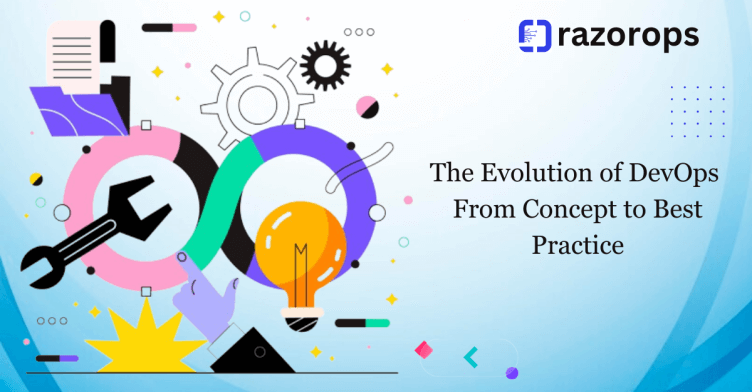 razorops
The Evolution of DevOps
From Concept to Best
Practice